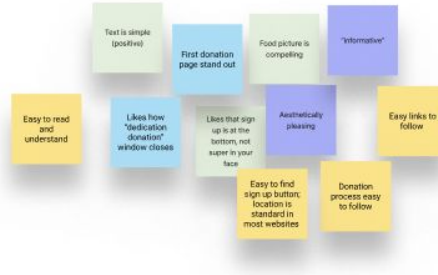 Text is simple
(positive)
First donation
page stand out
Food picture is
compelling
"informative"
Easy to read
and
understand
Likes how
"dedication
donation"
window closes
Likes that sign
up is at the
bottom, not
super in your
face
Aesthetically
pleasing
Easy links to
follow
Easy to find
sign up button;
location is
standard in
most websites
Donation
process easy
to follow